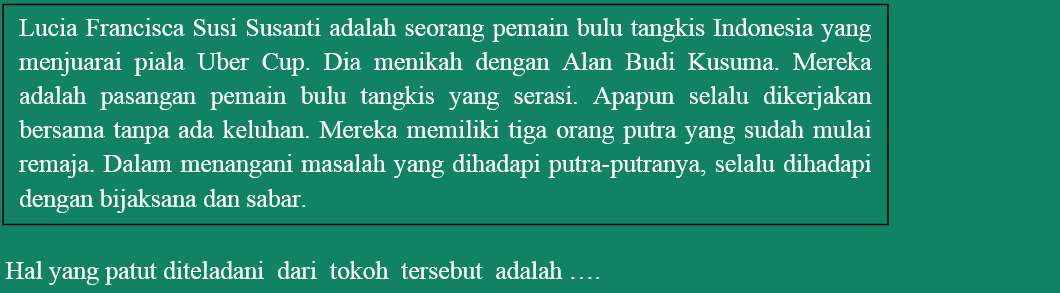 Lucia Francisca Susi Susanti adalah seorang pemain bulu tangkis Indonesia yang
menjuarai piala Uber Cup. Dia menikah dengan Alan Budi Kusuma. Mereka
adalah pasangan pemain bulu tangkis yang serasi. Apapun selalu dikerjakan
bersama tanpa ada keluhan. Mereka memiliki tiga orang putra yang sudah mulai
remaja. Dalam menangani masalah yang dihadapi putra-putranya, selalu dihadapi
dengan bijaksana dan sabar.
Hal yang patut diteladani dari tokoh tersebut adalah ….